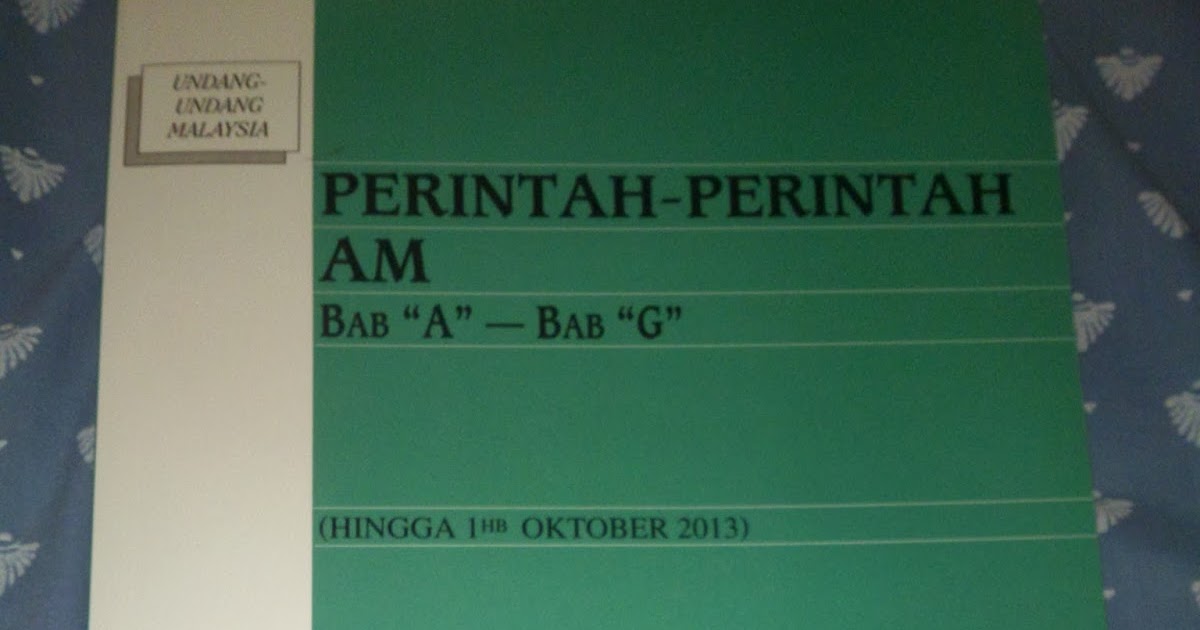 UNDANG-
UNDANG
MALAYSIA
PERINTAH-PERINTAH
AM
BAB “A” — BAB “G”
(HINGGA 1HB OKTOBER 2013)